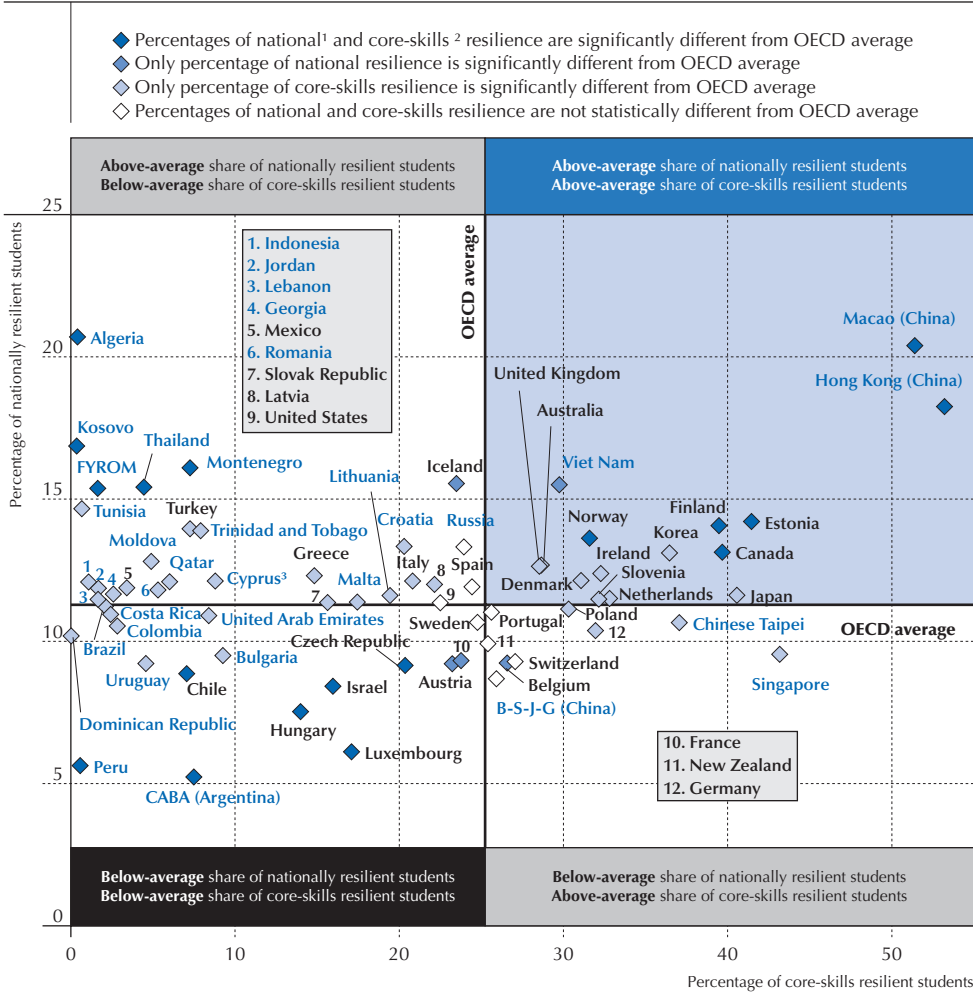 Percentages of national¹ and core-skills ² resilience are significantly different from OECD average
Only percentage of national resilience is significantly different from OECD average
Only percentage of core-skills resilience is significantly different from OECD average
Percentages of national and core-skills resilience are not statistically different from OECD average
Above-average share of nationally resilient students
Below-average share of core-skills resilient students
Above-average share of nationally resilient students
Above-average share of core-skills resilient students
Percentage of nationally resilient students
25
20
15
10
5
0
1. Indonesia
2. Jordan
3. Lebanon
4. Georgia
5. Mexico
6. Romania
7. Slovak Republic
8. Latvia
9. United States
OECD average
Macao (China)
Algeria
United Kingdom
Hong Kong (China)
Australia
Kosovo
Thailand
FYROM
Montenegro
Lithuania
Iceland
Viet Nam
Tunisia
Turkey
Trinidad and Tobago
Croatia
Russia
Norway
Finland
Estonia
Korea
Moldova
Qatar
Greece
Italy
Spain
Ireland
Canada
1
2
3
4
5
6
Cyprus³
Malta
7
8
9
Denmark
Slovenia
Netherlands
Japan
Costa Rica
Colombia
United Arab Emirates
Sweden
Portugal
Poland
12
Chinese Taipei
OECD average
Brazil
Uruguay
Bulgaria
Czech Republic
10
11
Chile
Israel
Austria
Switzerland
Belgium
Singapore
B-S-J-G (China)
Dominican Republic
Hungary
Luxembourg
Peru
CABA (Argentina)
10. France
11. New Zealand
12. Germany
Below-average share of nationally resilient students
Below-average share of core-skills resilient students
Below-average share of nationally resilient students
Above-average share of core-skills resilient students
0
10
20
30
40
50
Percentage of core-skills resilient students